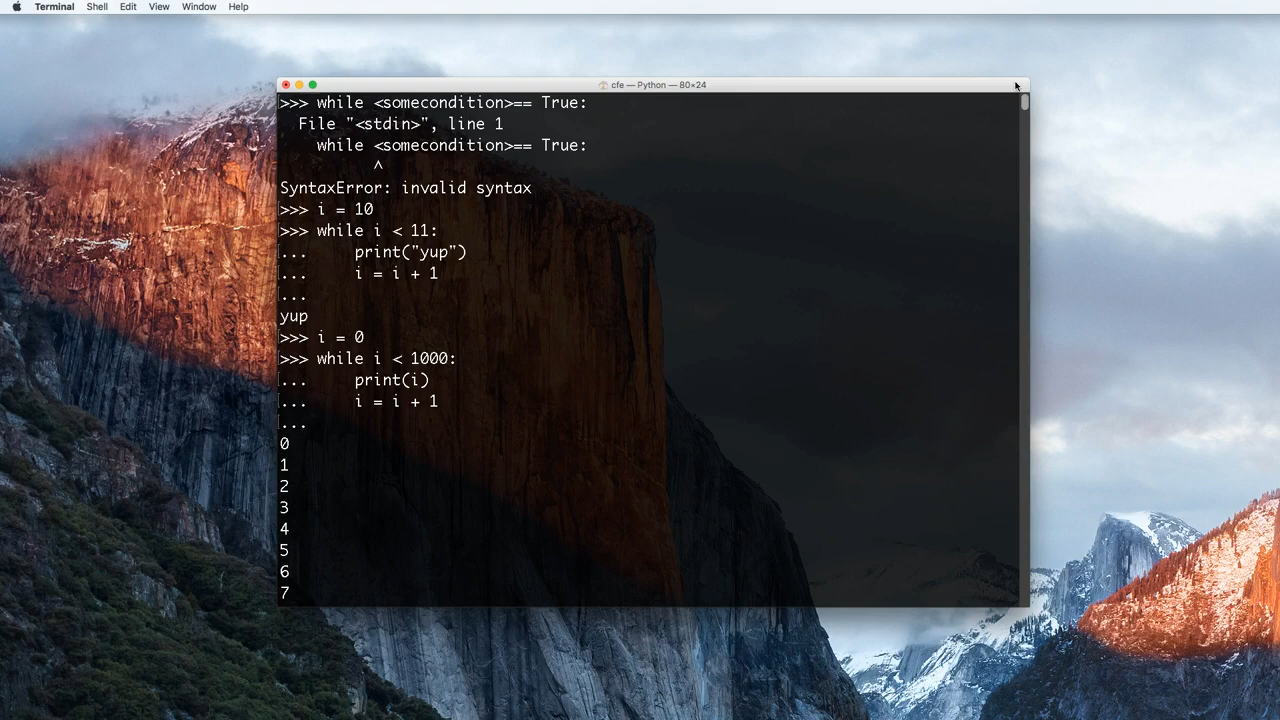 Terminal Shell Edit View Window Help
cfe — Python — 80×24
>>> while <somecondition>== True:
  File "<stdin>", line 1
    while <somecondition>== True:
          ^
SyntaxError: invalid syntax
>>> i = 10
>>> while i < 11:
...     print("yup")
...     i = i + 1
...
yup
>>> i = 0
>>> while i < 1000:
...     print(i)
...     i = i + 1
...
0
1
2
3
4
5
6
7